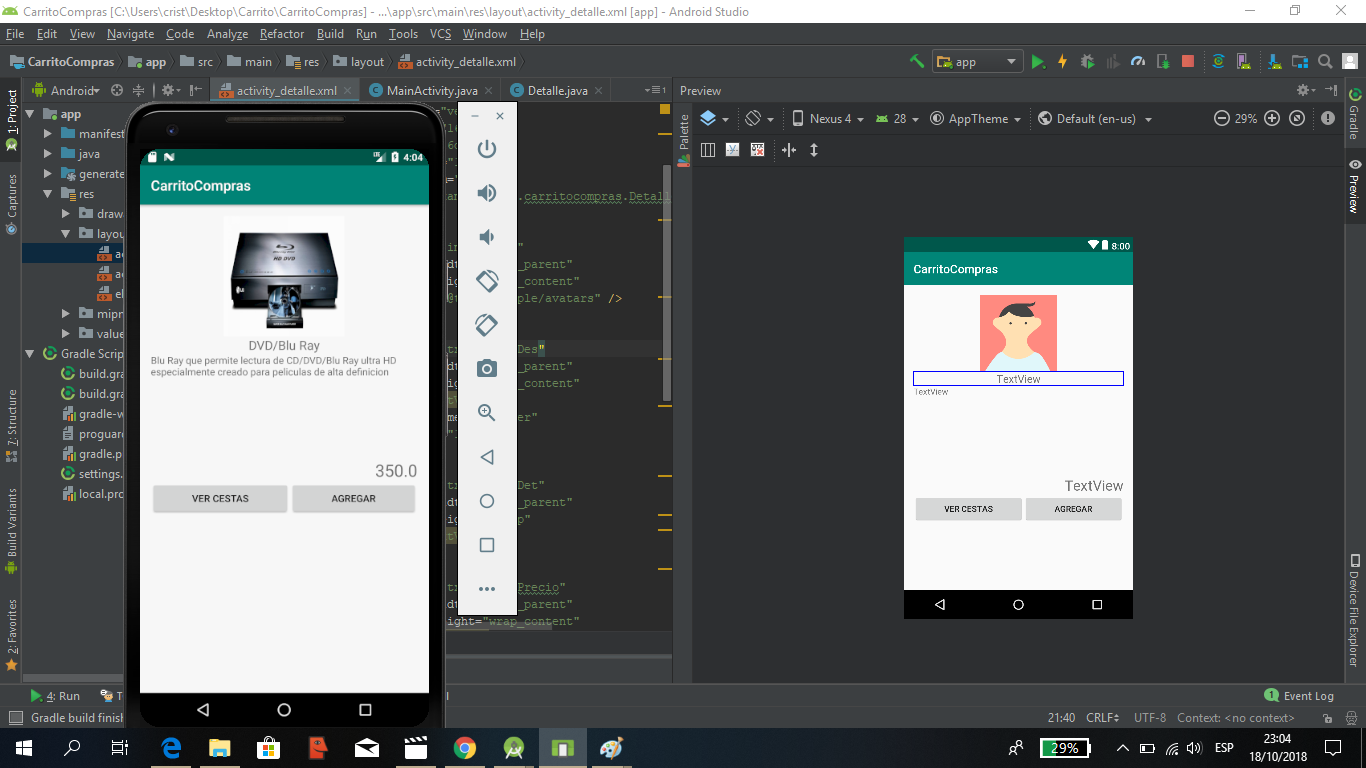 CarritoCompras [C:\Users\crist\Desktop\Carrito\CarritoCompras] - ...\app\src\main\res\layout\activity_detalle.xml [app] - Android Studio
File Edit View Navigate Code Analyze Refactor Build Run Tools VCS Window Help
CarritoCompras app src main res layout activity_detalle.xml
app
1: Project
Captures
7: Structure
Build Variants
2: Favorites
Android
activity_detalle.xml MainActivity.java Detalle.java
app
manifest
java
generate
res
draw
layou
mipn
value
Gradle Scrip
build.gra
build.gra
gradle-w
proguar
gradle.p
settings.
local.pro
4:04
CarritoCompras
HD DVD
DVD/Blu Ray
Blu Ray que permite lectura de CD/DVD/Blu Ray ultra HD
especialmente creado para peliculas de alta definicion
350.0
VER CESTAS AGREGAR
.carritocompras.Detall
_parent"
_content"
ple/avatars" />
Des"
_parent"
_content"
er"
Det"
_parent"
p"
Precio"
_parent"
ight="wrap_content"
Preview
Palette
Nexus 4 28 AppTheme Default (en-us) 29%
8:00
CarritoCompras
TextView
TextView
TextView
VER CESTAS AGREGAR
Gradle
Preview
Device File Explorer
4: Run T
Event Log
Gradle build finish
21:40 CRLF UTF-8 Context: <no context>
29%
ESP
23:04
18/10/2018